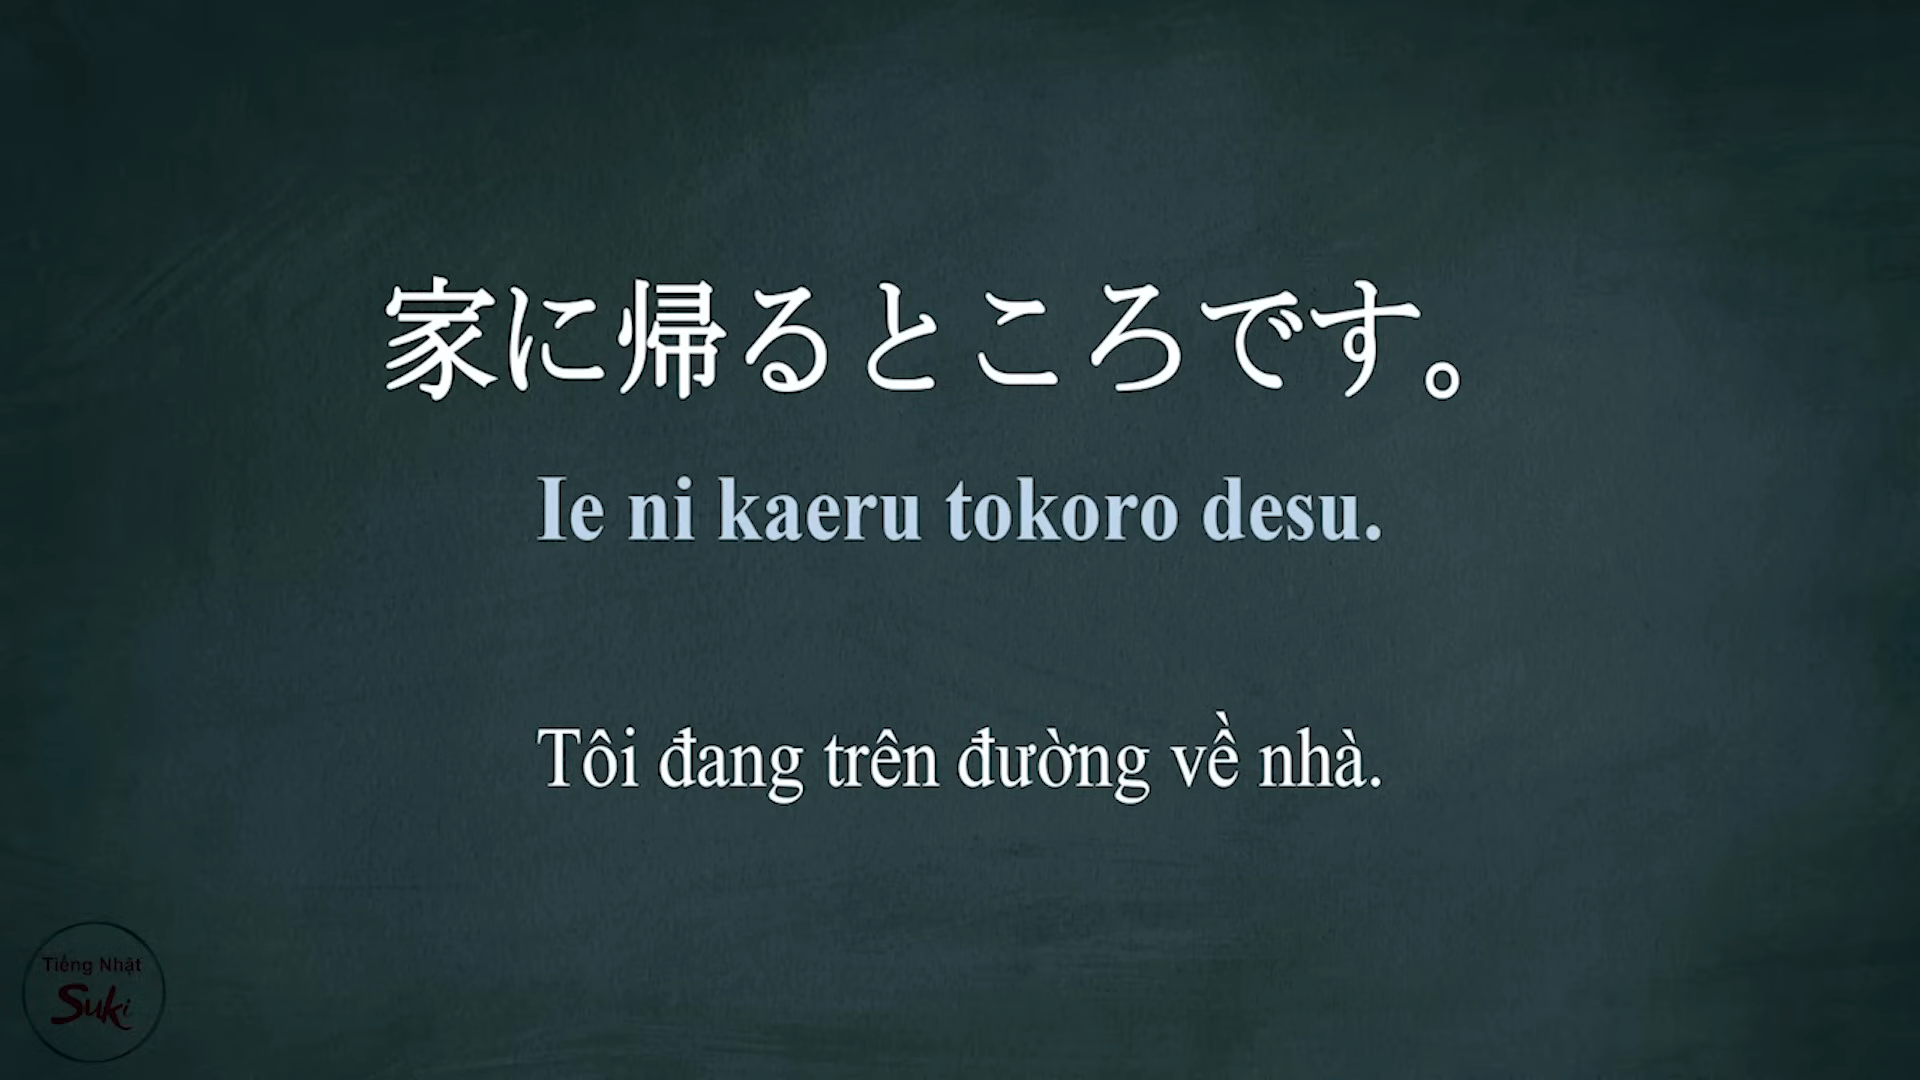 家に帰るところです。
Ie ni kaeru tokoro desu.
Tôi đang trên đường về nhà.
Tiếng Nhật
Suki